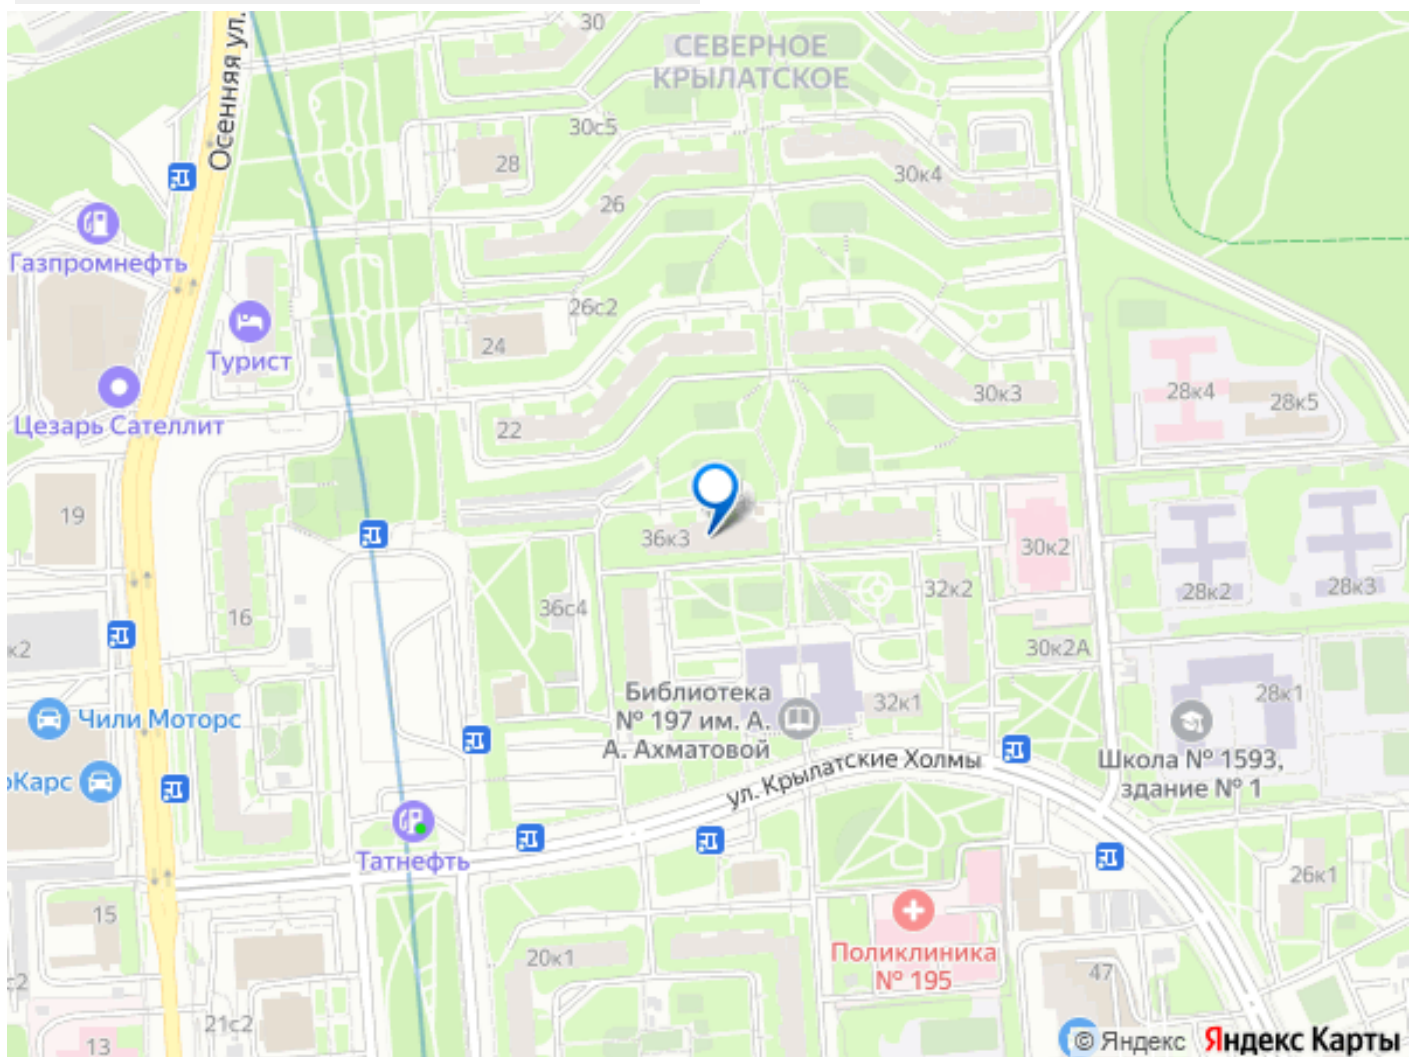 30
СЕВЕРНОЕ
КРЫЛАТСКОЕ
Осенняя ул.
30с5
28
30к4
26
Газпромнефть
26с2
24
Турист
28к4
30к3
28к5
Цезарь Сателлит
22
19
36к3
30к2
28к2
28к3
32к2
36с4
16
к2
30к2А
Библиотека
№ 197 им. А.
А. Ахматовой
32к1
28к1
Чили Моторс
ул. Крылатские Холмы
Школа № 1593,
здание № 1
оКарс
Татнефть
26к1
15
Поликлиника
№ 195
20к1
47
с2
21с2
13
© Яндекс Яндекс Карты